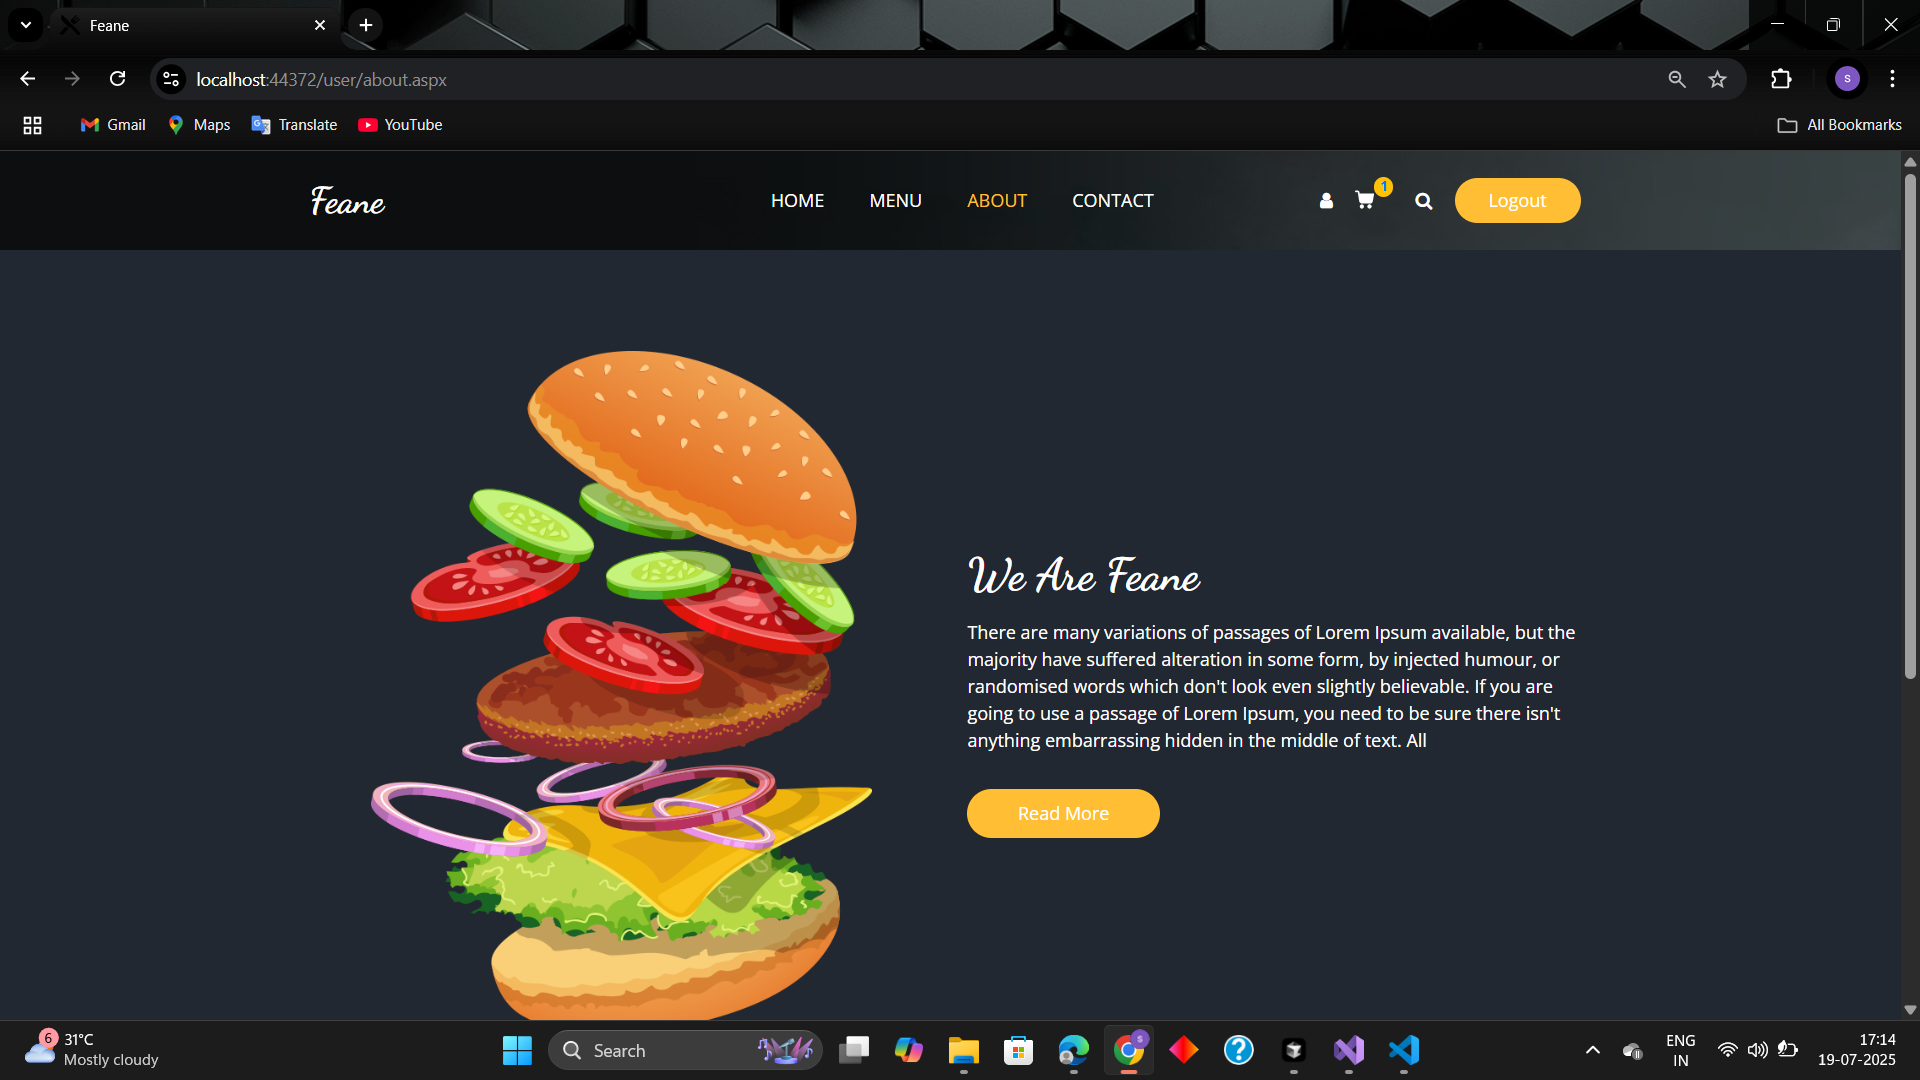 Feane
localhost:44372/user/about.aspx
S
Gmail
Maps
Translate
YouTube
All Bookmarks
Feane
HOME
MENU
ABOUT
CONTACT
1
Logout
We Are Feane
There are many variations of passages of Lorem Ipsum available, but the
majority have suffered alteration in some form, by injected humour, or
randomised words which don't look even slightly believable. If you are
going to use a passage of Lorem Ipsum, you need to be sure there isn't
anything embarrassing hidden in the middle of text. All
Read More
6
31°C
Mostly cloudy
Search
S
ENG
IN
17:14
19-07-2025